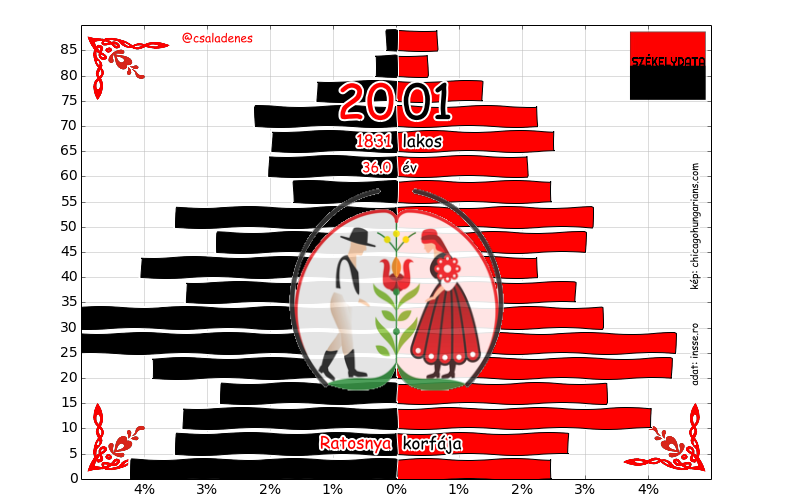 @csaladenes
SZÉKELYDATA
2001
1831 lakos
36.0 év
kép: chicagohungarians.com/
adat: insse.ro
Ratosnya korfája
85
80
75
70
65
60
55
50
45
40
35
30
25
20
15
10
5
0
4% 3% 2% 1% 0% 1% 2% 3% 4%